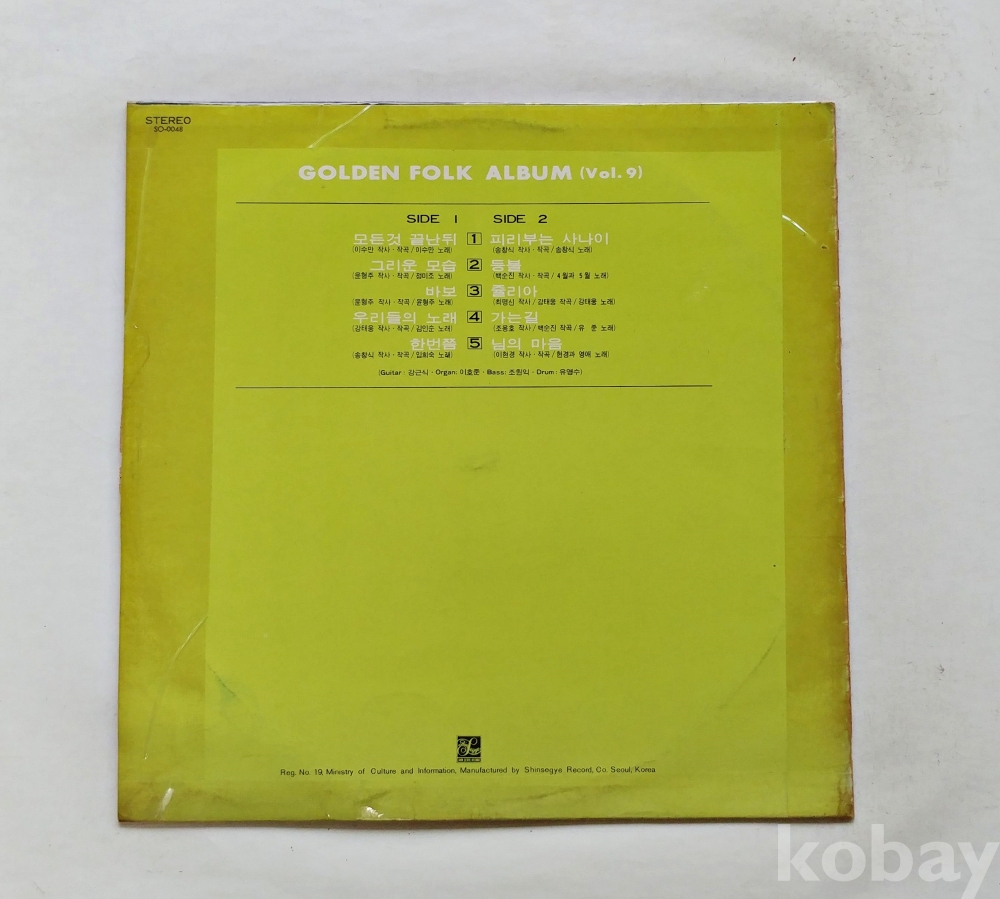 STEREO
SO-0048
GOLDEN FOLK ALBUM (Vol. 9)
SIDE 1 SIDE 2
모든것 끝난뒤 1 피리부는 사나이
(이수만 작사·작곡/이수만 노래) (송창식 작사·작곡/송창식 노래)
그리운 모습 2 등불
(윤형주 작사·작곡/정미조 노래) (백순진 작사·작곡/4월과 5월 노래)
바보 3 쥴리아
(윤형주 작사·작곡/윤형주 노래) (최명신 작사/강태웅 작곡/강태웅 노래)
우리들의 노래 4 가는길
(강태웅 작사·작곡/김인순 노래) (조용호 작사/백순진 작곡/유 준 노래)
한번쯤 5 님의 마음
(송창식 작사·작곡/임희숙 노래) (이현경 작사·작곡/현경과 영애 노래)
(Guitar: 강근식·Organ: 이호준·Bass: 조원익·Drum: 유영수)
Reg. No. 19, Ministry of Culture and Information, Manufactured by Shinsegye Record, Co. Seoul, Korea
kobay